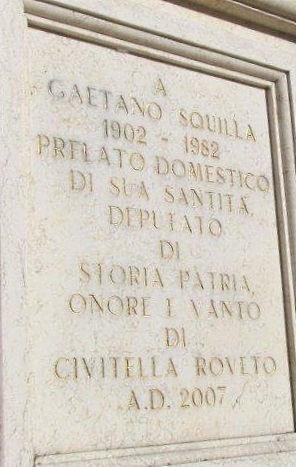 A
GAETANO SQUILLA
1902 - 1982
PRELATO DOMESTICO
DI SUA SANTITÀ,
DEPUTATO
DI
STORIA PATRIA,
ONORE E VANTO
DI
CIVITELLA ROVETO
A.D. 2007